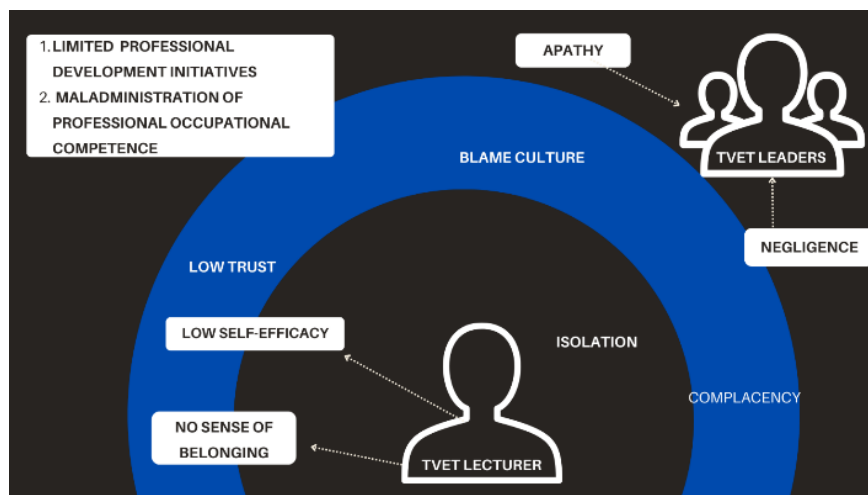 1. LIMITED PROFESSIONAL
DEVELOPMENT INITIATIVES
2. MALADMINISTRATION OF
PROFESSIONAL OCCUPATIONAL
COMPETENCE
APATHY
TVET LEADERS
BLAME CULTURE
NEGLIGENCE
LOW TRUST
LOW SELF-EFFICACY
ISOLATION
COMPLACENCY
NO SENSE OF
BELONGING
TVET LECTURER